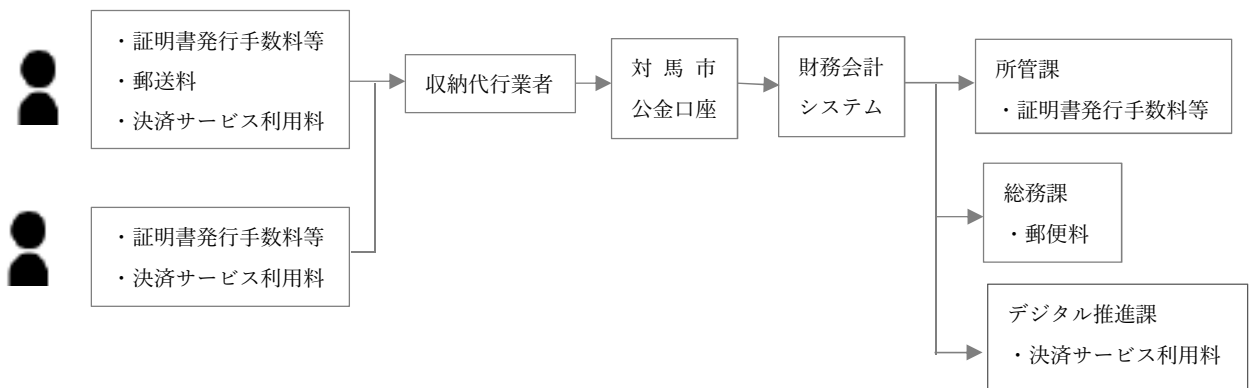 ・証明書発行手数料等
・郵送料
・決済サービス利用料
・証明書発行手数料等
・決済サービス利用料
収納代行業者
対 馬 市
公金口座
財務会計
システム
所管課
・証明書発行手数料等
総務課
・郵便料
デジタル推進課
・決済サービス利用料